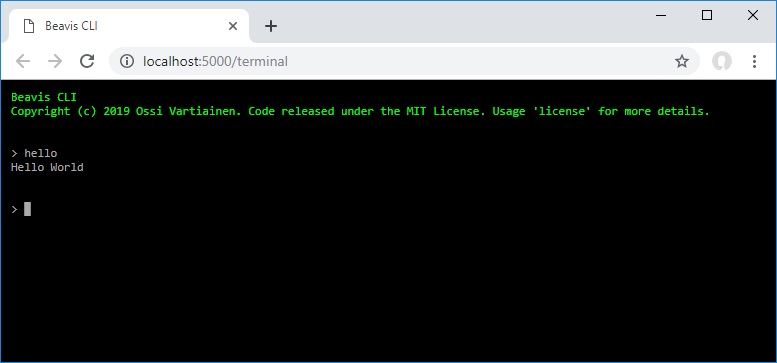 Beavis CLI
localhost:5000/terminal
Beavis CLI
Copyright (c) 2019 Ossi Vartiainen. Code released under the MIT License. Usage 'license' for more details.
> hello
Hello World
>